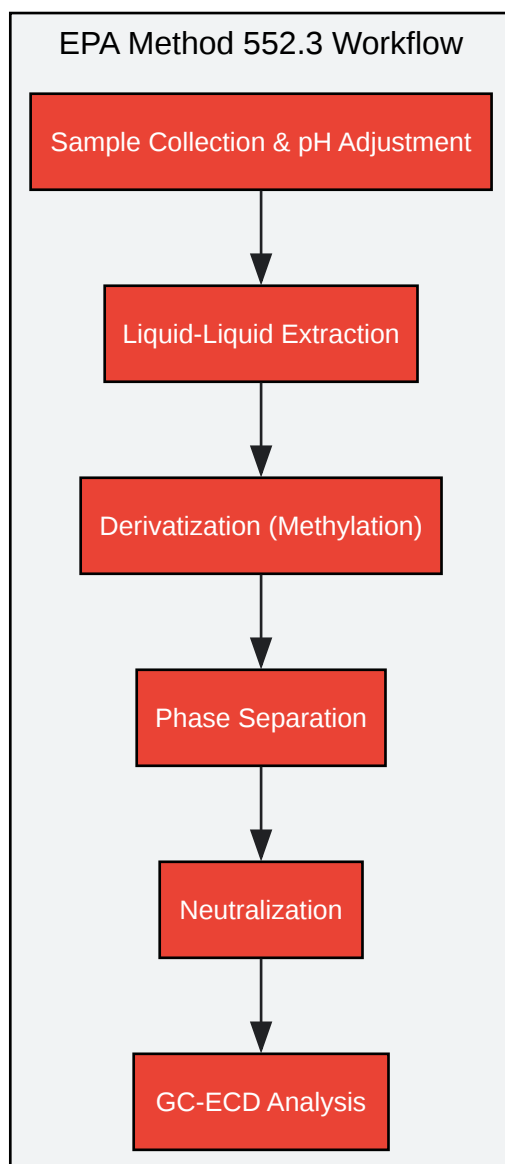 EPA Method 552.3 Workflow
Sample Collection & pH Adjustment
Liquid-Liquid Extraction
Derivatization (Methylation)
Phase Separation
Neutralization
GC-ECD Analysis